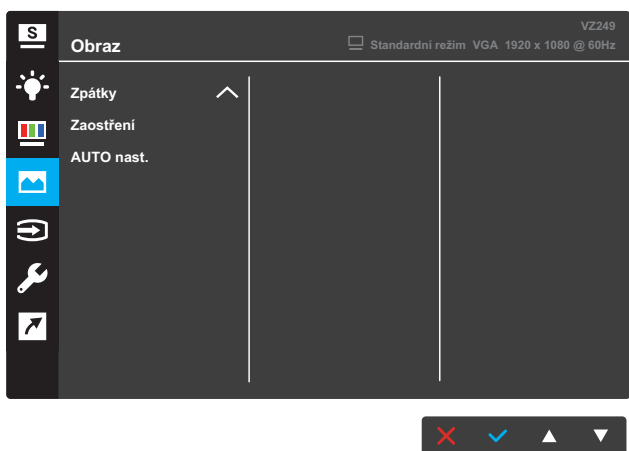 S
VZ249
Obraz
Standardní režim VGA 1920 x 1080 @ 60Hz
Zpátky
Zaostření
AUTO nast.